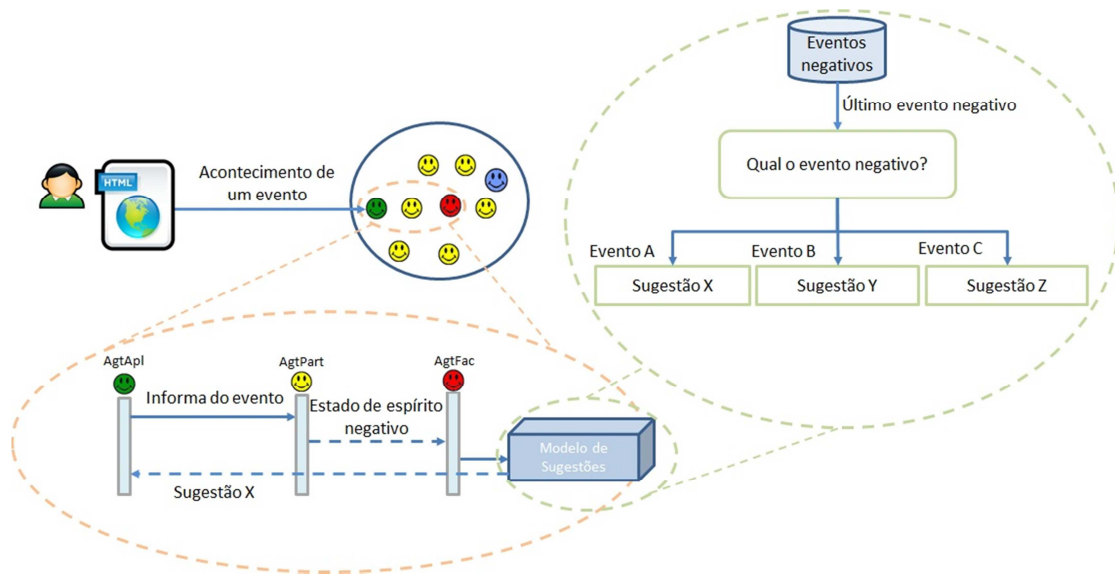 Eventos
negativos
Último evento negativo
Qual o evento negativo?
Evento A
Evento B
Evento C
Sugestão X
Sugestão Y
Sugestão Z
HTML
Acontecimento de
um evento
AgtApl
AgtPart
AgtFac
Informa do evento
Estado de espírito
negativo
Modelo de
Sugestões
Sugestão X